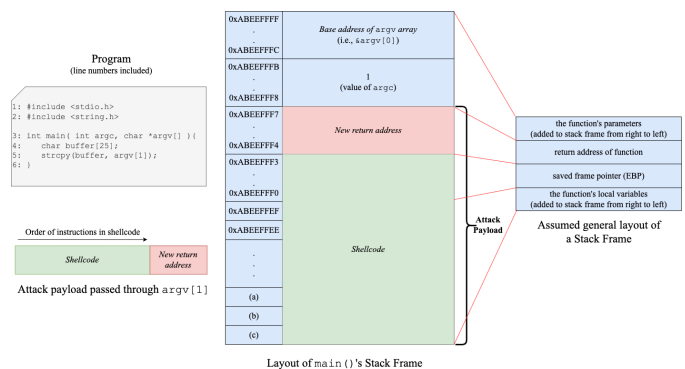 Program
(line numbers included)
1: #include <stdio.h>
2: #include <string.h>
3: int main( int argc, char *argv[] ){
4: char buffer[25];
5: strcpy(buffer, argv[1]);
6: }
Order of instructions in shellcode
Shellcode
New return
address
Attack payload passed through argv[1]
0xABEEFFFF
.
.
0xABEEFFFC
Base address of argv array
(i.e., &argv[0])
0xABEEFFFB
.
.
0xABEEFFF8
1
(value of argc)
0xABEEFFF7
.
.
0xABEEFFF4
New return address
0xABEEFFF3
.
.
0xABEEFFF0
0xABEEFFEF
0xABEEFFEE
.
.
.
(a)
(b)
(c)
Shellcode
Attack
Payload
Layout of main()'s Stack Frame
the function's parameters
(added to stack frame from right to left)
return address of function
saved frame pointer (EBP)
the function's local variables
(added to stack frame from right to left)
Assumed general layout of
a Stack Frame